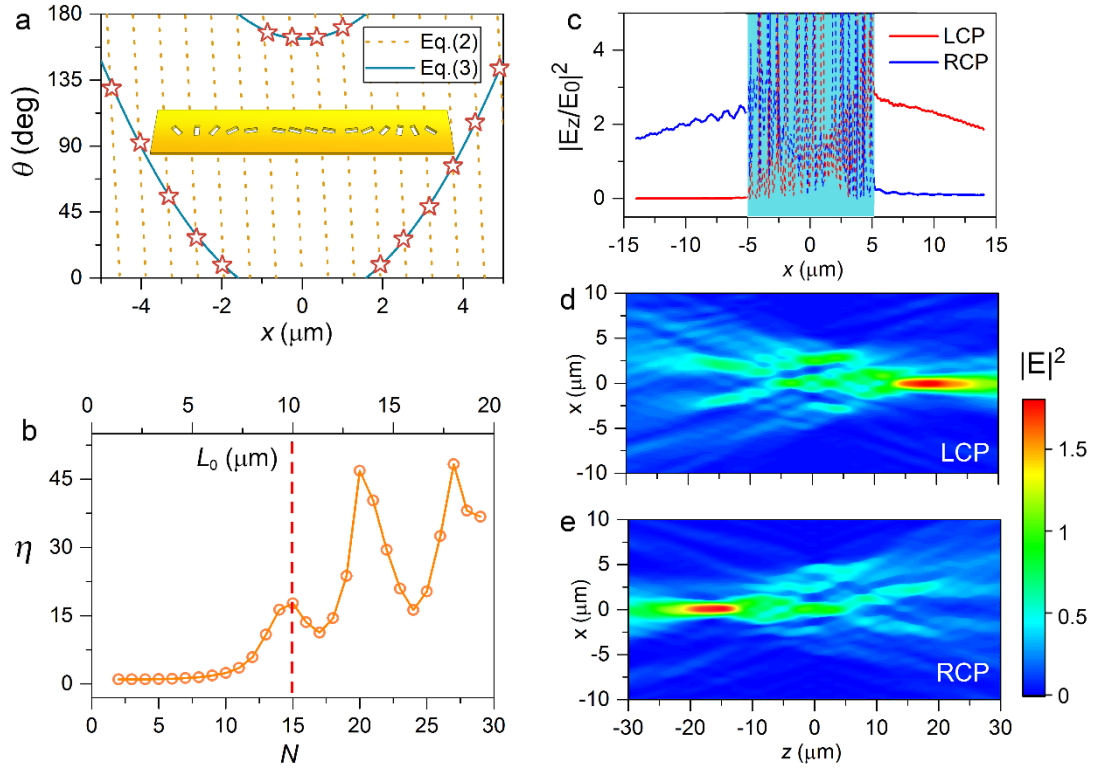 a
180
135
90
45
0
θ (deg)
Eq.(2)
Eq.(3)
-4 -2 0 2 4
x (μm)
b
0 5 10 15 20
L₀ (μm)
45
30
15
0
η
0 5 10 15 20 25 30
N
c
4
2
0
|Ez/E₀|²
LCP
RCP
-15 -10 -5 0 5 10 15
x (μm)
d
10
5
0
-5
-10
x (μm)
LCP
e
10
5
0
-5
-10
x (μm)
RCP
-30 -20 -10 0 10 20 30
z (μm)
|E|²
1.5
1
0.5
0